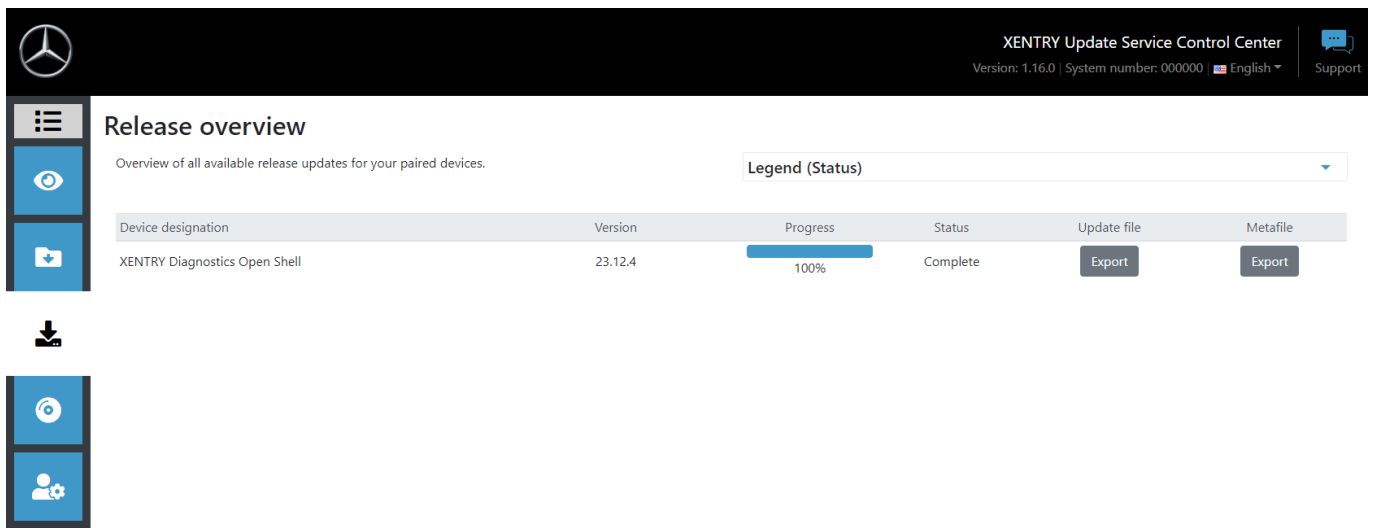 XENTRY Update Service Control Center
Version: 1.16.0 | System number: 000000 | English
Support
Release overview
Overview of all available release updates for your paired devices.
Legend (Status)
Device designation Version Progress Status Update file Metafile
XENTRY Diagnostics Open Shell 23.12.4 100% Complete Export Export